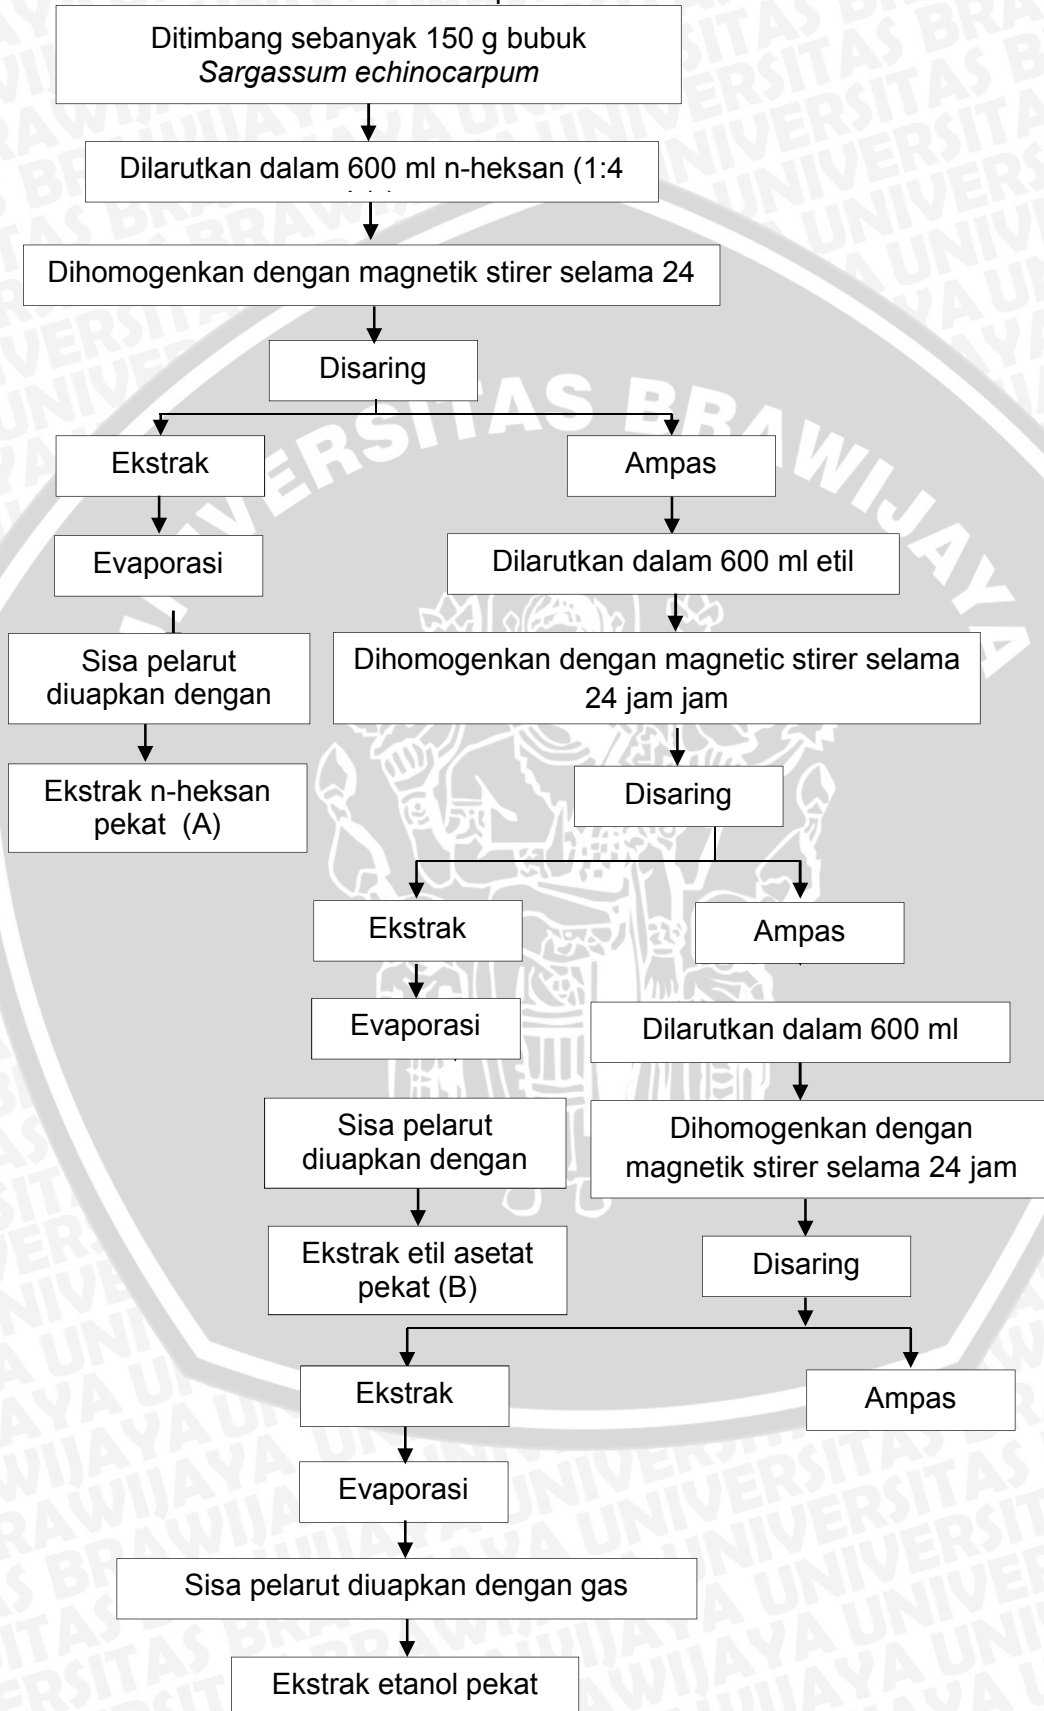 Ditimbang sebanyak 150 g bubuk
Sargassum echinocarpum
Dilarutkan dalam 600 ml n-heksan (1:4
Dihomogenkan dengan magnetik stirer selama 24
Disaring
Ekstrak
Ampas
Evaporasi
Dilarutkan dalam 600 ml etil
Sisa pelarut
diuapkan dengan
Dihomogenkan dengan magnetic stirer selama
24 jam jam
Ekstrak n-heksan
pekat (A)
Disaring
Ekstrak
Ampas
Evaporasi
Dilarutkan dalam 600 ml
Sisa pelarut
diuapkan dengan
Dihomogenkan dengan
magnetik stirer selama 24 jam
Ekstrak etil asetat
pekat (B)
Disaring
Ekstrak
Ampas
Evaporasi
Sisa pelarut diuapkan dengan gas
Ekstrak etanol pekat
UNIVERSITAS BRAWIJAYA